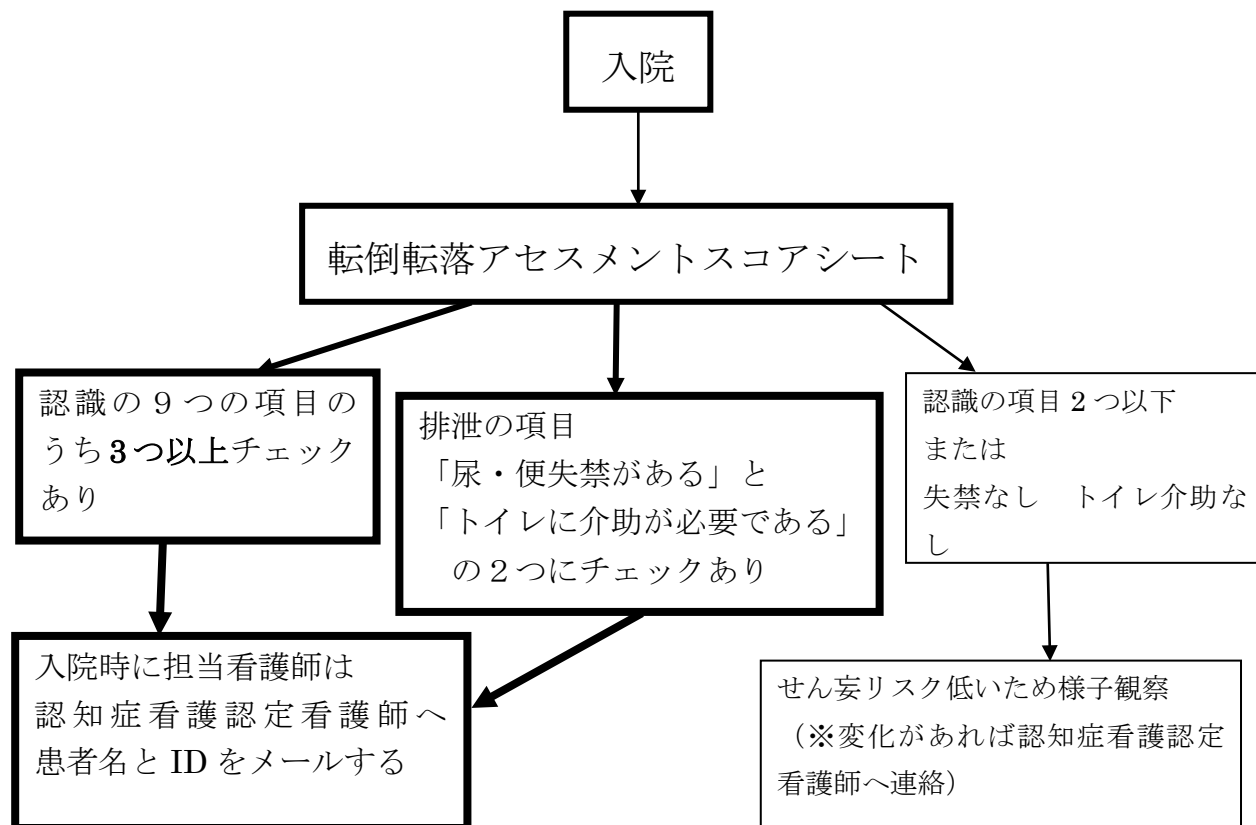 入院
転倒転落アセスメントスコアシート
認識の９つの項目の
うち３つ以上チェック
あり
排泄の項目
「尿・便失禁がある」と
「トイレに介助が必要である」
の２つにチェックあり
認識の項目 2 つ以下
または
失禁なし　トイレ介助な
し
入院時に担当看護師は
認知症看護認定看護師へ
患者名と ID をメールする
せん妄リスク低いため様子観察
（※変化があれば認知症看護認定
看護師へ連絡）